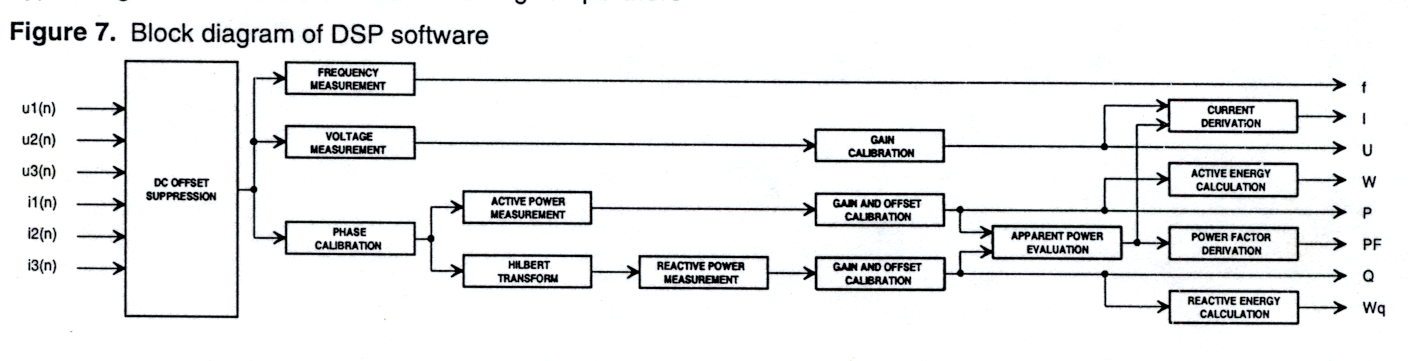 Figure 7. Block diagram of DSP software
u1(n)
u2(n)
u3(n)
i1(n)
i2(n)
i3(n)
DC OFFSET
SUPPRESSION
FREQUENCY
MEASUREMENT
VOLTAGE
MEASUREMENT
PHASE
CALIBRATION
ACTIVE POWER
MEASUREMENT
HILBERT
TRANSFORM
REACTIVE POWER
MEASUREMENT
GAIN
CALIBRATION
GAIN AND OFFSET
CALIBRATION
GAIN AND OFFSET
CALIBRATION
APPARENT POWER
EVALUATION
CURRENT
DERIVATION
ACTIVE ENERGY
CALCULATION
POWER FACTOR
DERIVATION
REACTIVE ENERGY
CALCULATION
f
I
U
W
P
PF
Q
Wq